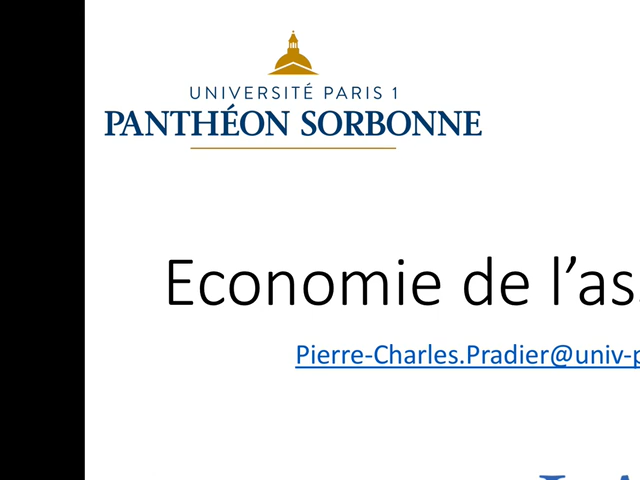 UNIVERSITÉ PARIS 1
PANTHÉON SORBONNE
Economie de l’as
Pierre-Charles.Pradier@univ-p